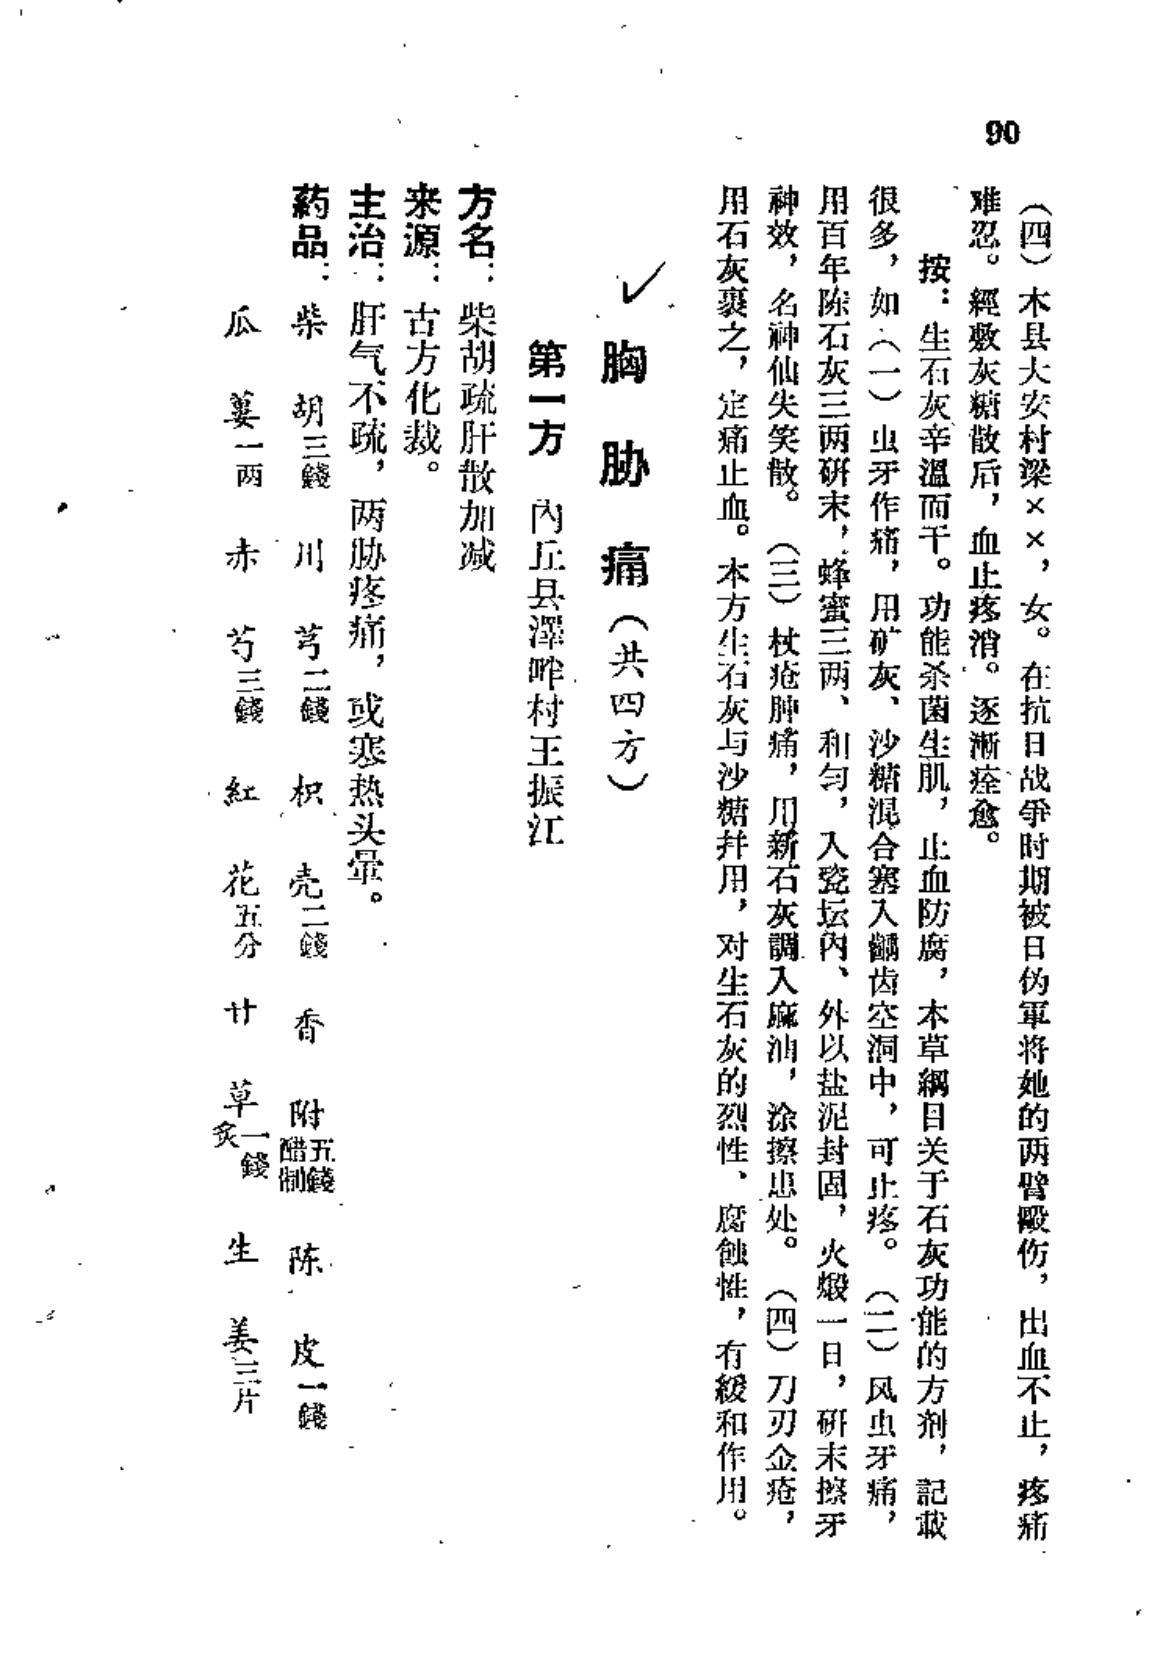 90
（四）木县大安村梁××，女。在抗日战爭时期被日伪軍将她的两臂毆伤，出血不止，疼痛
难忍。經敷灰糖散后，血止疼消。逐漸痊愈。
按：生石灰辛溫而干。功能杀菌生肌，止血防腐，本草綱目关于石灰功能的方剂，記載
很多，如（一）虫牙作痛，用矿灰、沙糖混合塞入齲齿空洞中，可止疼。（二）风虫牙痛，
用百年陈石灰三两研末，蜂蜜三两、和匀，入瓷坛內、外以盐泥封固，火煅一日，研末擦牙
神效，名神仙失笑散。（三）杖疮肿痛，用新石灰調入麻油，涂擦患处。（四）刀刃金疮，
用石灰裹之，定痛止血。本方生石灰与沙糖并用，对生石灰的烈性、腐蝕性，有緩和作用。
胸胁痛（共四方）
第一方 內丘县澤畔村王振江
方名：柴胡疏肝散加减
来源：古方化裁。
主治：肝气不疏，两胁疼痛，或寒热头晕。
葯品：柴胡三錢 川芎二錢 枳壳二錢 香附五錢醋制 陈皮一錢
瓜蒌一两 赤芍三錢 紅花五分 甘草一錢炙 生姜三片